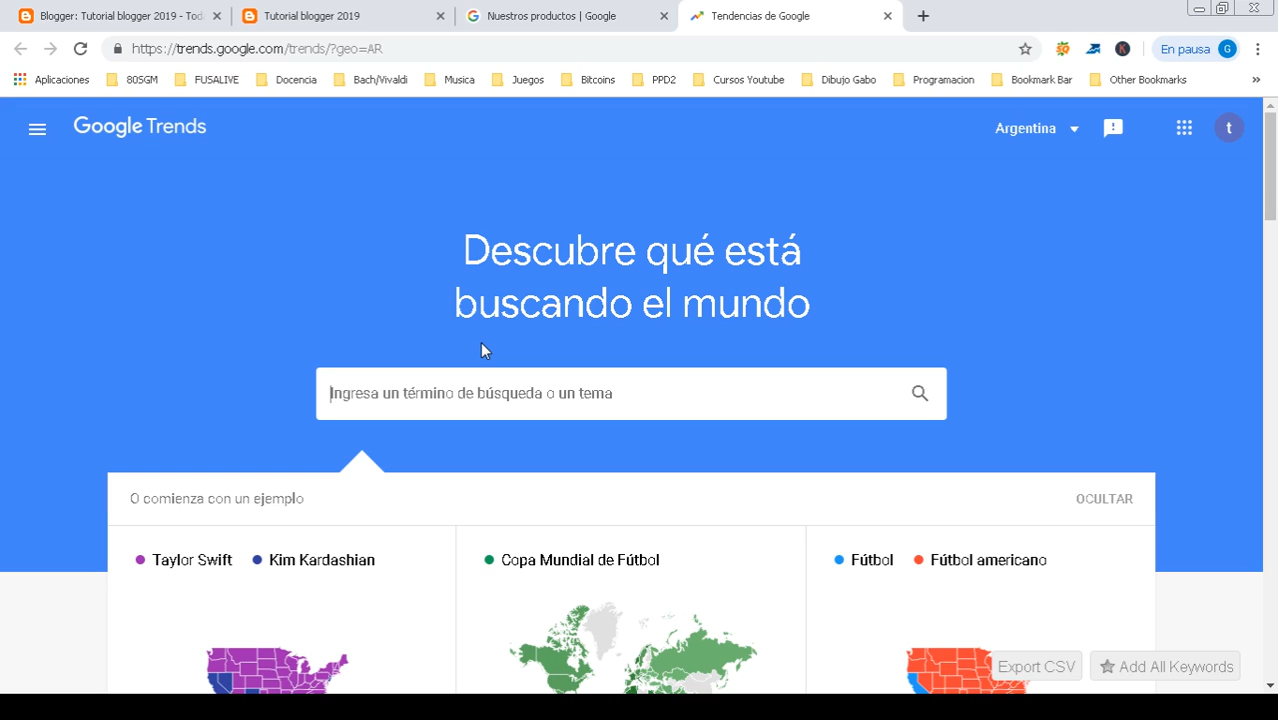 Blogger: Tutorial blogger 2019 - Tod
Tutorial blogger 2019
Nuestros productos | Google
Tendencias de Google
https://trends.google.com/trends/?geo=AR
En pausa
G
Aplicaciones
80SGM
FUSALIVE
Docencia
Bach/Vivaldi
Musica
Juegos
Bitcoins
PPD2
Cursos Youtube
Dibujo Gabo
Programacion
Bookmark Bar
Other Bookmarks
»
Google Trends
Argentina
t
Descubre qué está
buscando el mundo
Ingresa un término de búsqueda o un tema
O comienza con un ejemplo
OCULTAR
Taylor Swift
Kim Kardashian
Copa Mundial de Fútbol
Fútbol
Fútbol americano
Export CSV
Add All Keywords